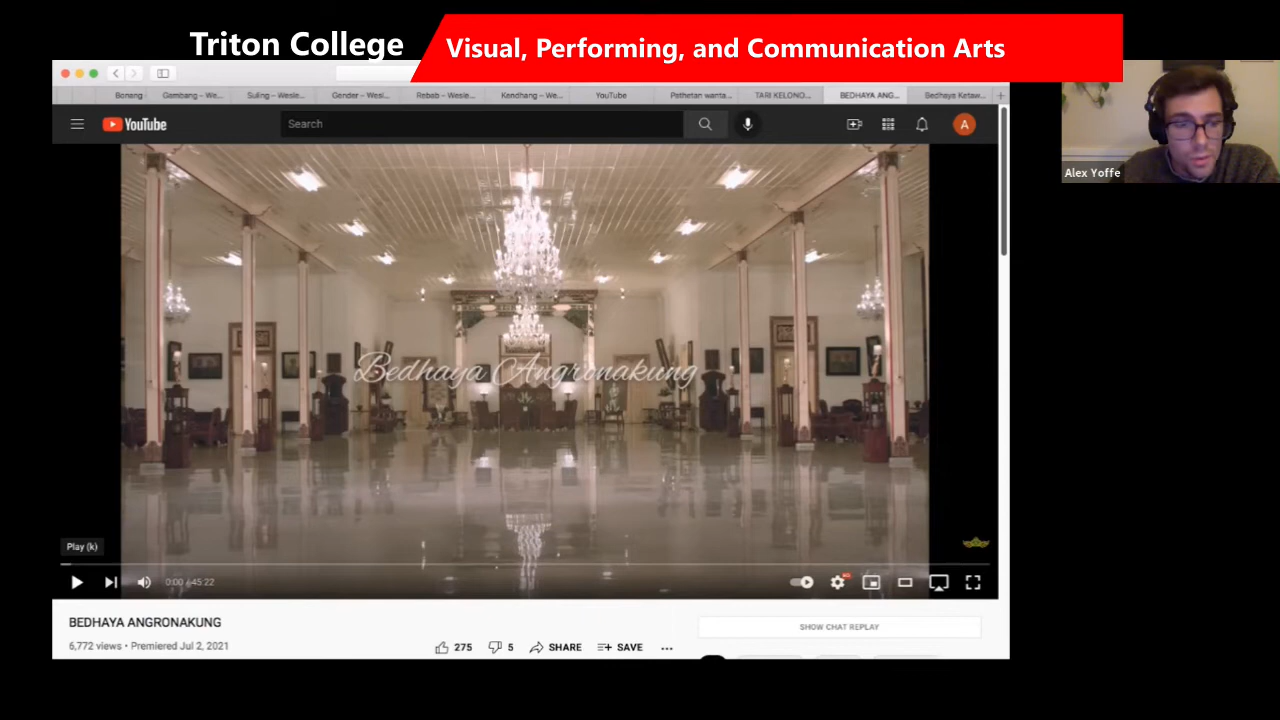 Triton College
Visual, Performing, and Communication Arts
Bonang
Gambang – We...
Suling – Wesle...
Gender – Wesl...
Rebab – Wesle...
Kendhang – We...
YouTube
Pathetan wanta...
TARI KELONO...
BEDHAYA ANG...
Bedhaya Ketaw...
YouTube
Search
A
Alex Yoffe
Bedhaya Angronakung
Play (k)
0:00 / 45:22
BEDHAYA ANGRONAKUNG
SHOW CHAT REPLAY
6,772 views • Premiered Jul 2, 2021
275
5
SHARE
SAVE